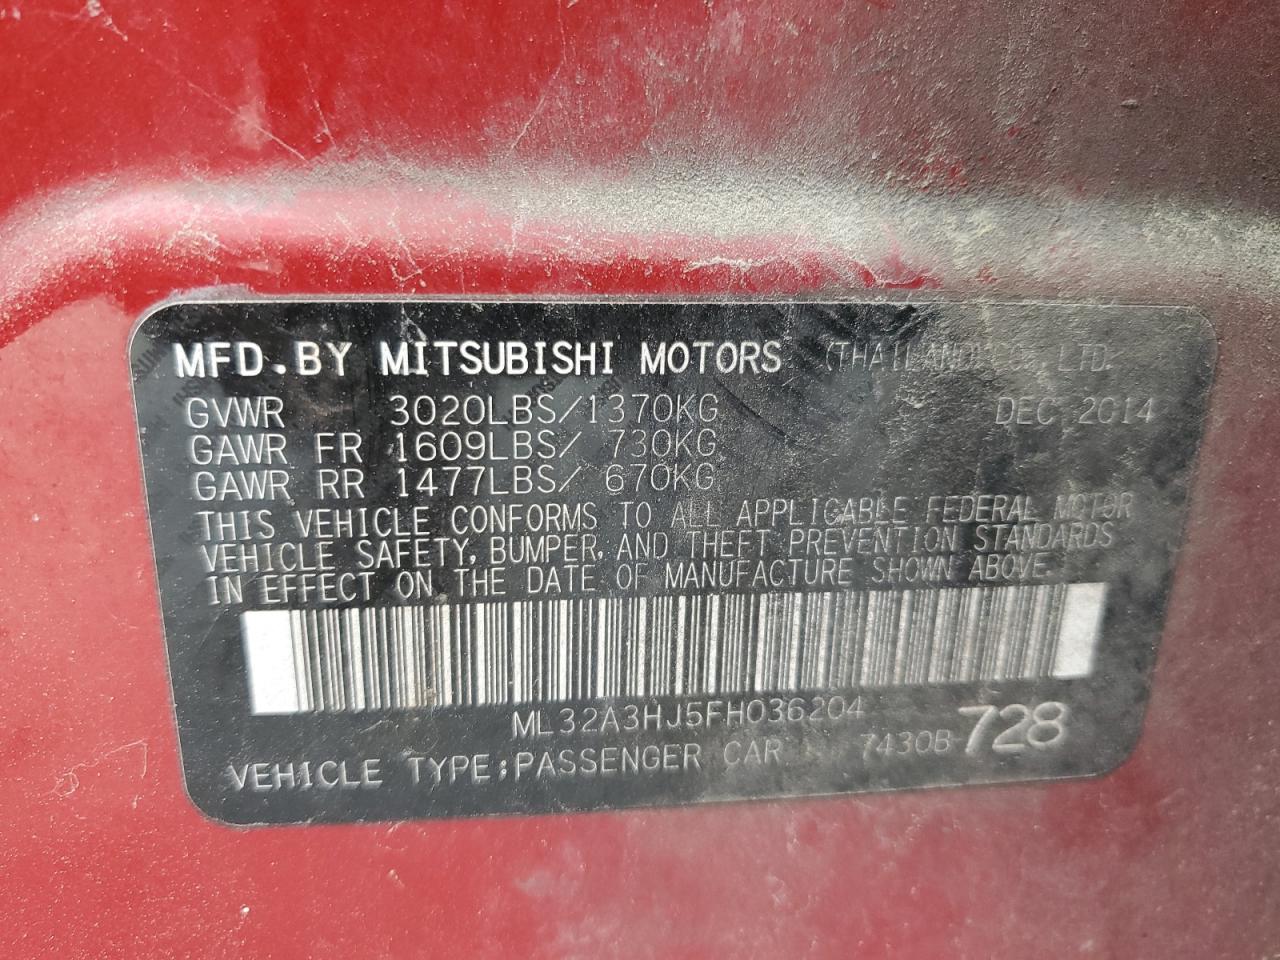 MFD.BY MITSUBISHI MOTORS (THAILAND) CO., LTD.
GVWR 3020LBS/1370KG DEC,2014
GAWR FR 1609LBS/ 730KG
GAWR RR 1477LBS/ 670KG
THIS VEHICLE CONFORMS TO ALL APPLICABLE FEDERAL MOTOR
VEHICLE SAFETY, BUMPER, AND THEFT PREVENTION STANDARDS
IN EFFECT ON THE DATE OF MANUFACTURE SHOWN ABOVE.
ML32A3HJ5FH036204
VEHICLE TYPE:PASSENGER CAR 7430B-728